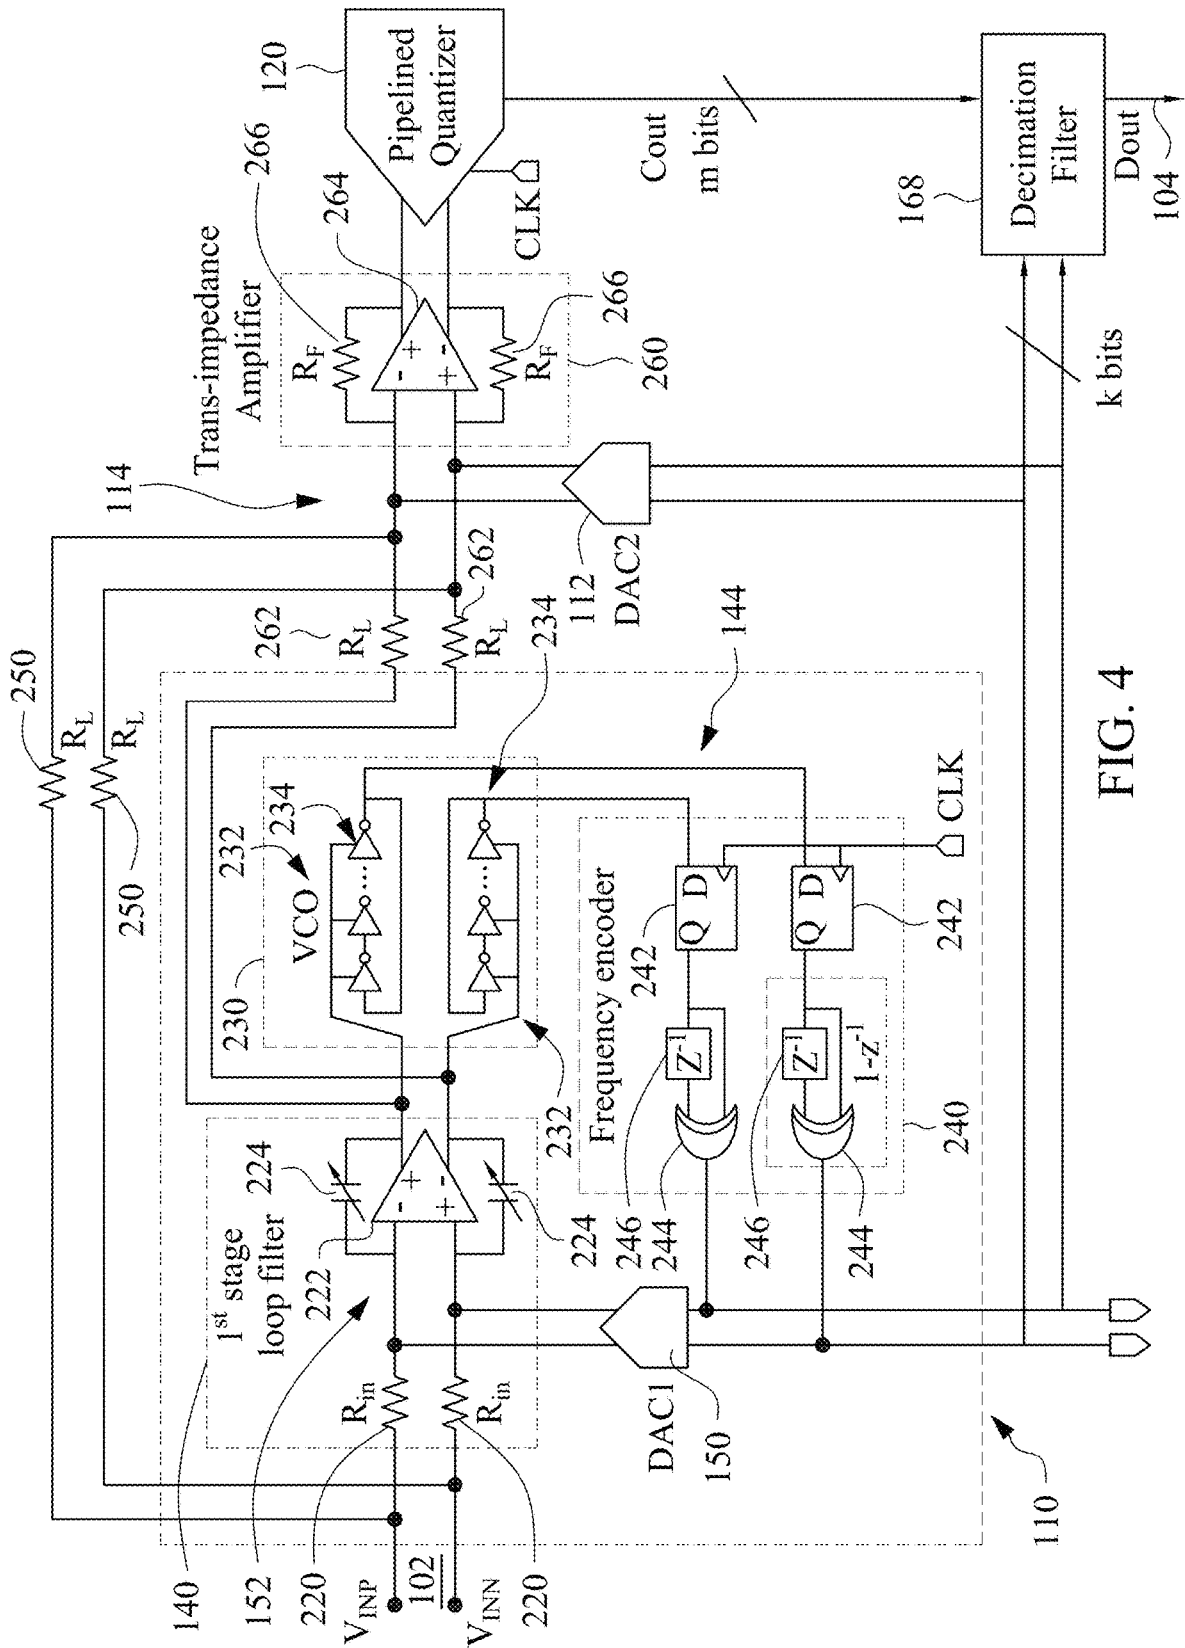 250
R_L
R_L
250
114
Trans-impedance
Amplifier
266
120
Pipelined
Quantizer
264
R_F
R_F
266
260
CLK
Cout
m bits
168
Decimation
Filter
Dout
104
k bits
262
R_L
R_L
262
112
DAC2
144
230
VCO
232
234
...
...
234
232
140
1st stage
loop filter
224
222
224
152
R_in
R_in
220
220
V_INP
102
V_INN
Frequency encoder
242
Q D
Q D
242
CLK
246
Z^-1
Z^-1
1-z^-1
244
246
244
240
DAC1
150
110
FIG. 4
+
-
-
+
+
-
-
+